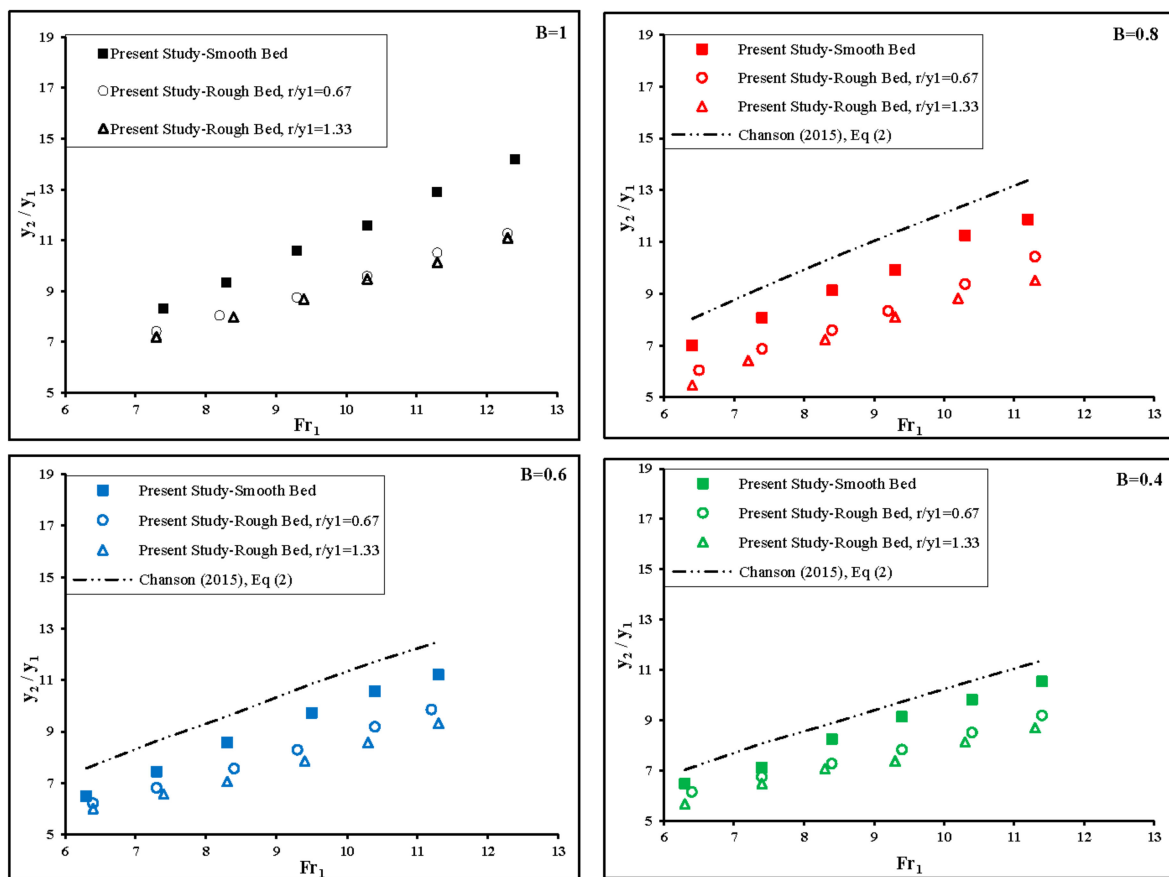 B=1
Present Study-Smooth Bed
Present Study-Rough Bed, r/y1=0.67
Present Study-Rough Bed, r/y1=1.33
19
17
15
13
11
9
7
5
y₂ / y₁
6 7 8 9 10 11 12 13
Fr₁
B=0.8
Present Study-Smooth Bed
Present Study-Rough Bed, r/y1=0.67
Present Study-Rough Bed, r/y1=1.33
Chanson (2015), Eq (2)
19
17
15
13
11
9
7
5
y₂ / y₁
6 7 8 9 10 11 12 13
Fr₁
B=0.6
Present Study-Smooth Bed
Present Study-Rough Bed, r/y1=0.67
Present Study-Rough Bed, r/y1=1.33
Chanson (2015), Eq (2)
19
17
15
13
11
9
7
5
y₂ / y₁
6 7 8 9 10 11 12 13
Fr₁
B=0.4
Present Study-Smooth Bed
Present Study-Rough Bed, r/y1=0.67
Present Study-Rough Bed, r/y1=1.33
Chanson (2015), Eq (2)
19
17
15
13
11
9
7
5
y₂ / y₁
6 7 8 9 10 11 12 13
Fr₁